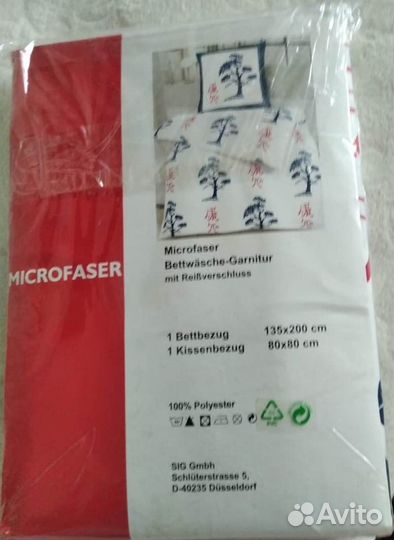 MICROFASER
Microfaser
Bettwäsche-Garnitur
mit Reißverschluss
1 Bettbezug 135x200 cm
1 Kissenbezug 80x80 cm
100% Polyester
SIG Gmbh
Schlüterstrasse 5,
D-40235 Düsseldorf
Avito